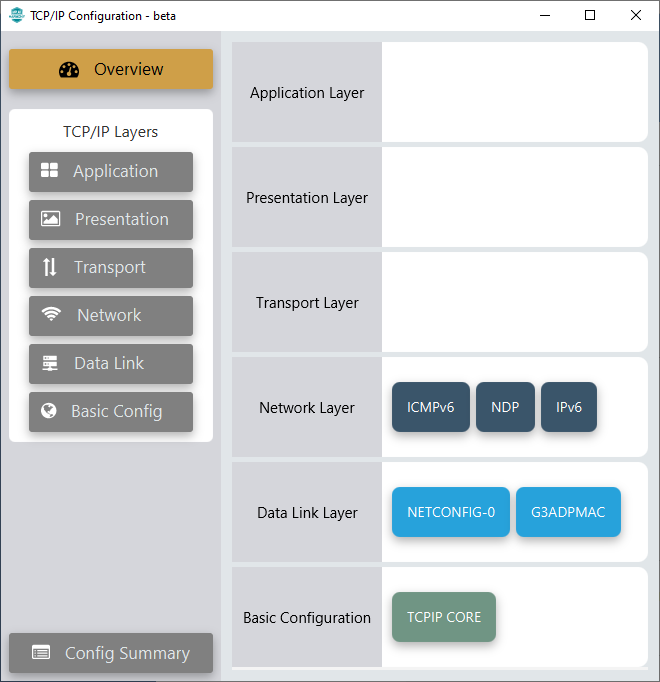 TCP/IP Configuration - beta
Overview
TCP/IP Layers
Application
Presentation
Transport
Network
Data Link
Basic Config
Config Summary
Application Layer
Presentation Layer
Transport Layer
Network Layer
ICMPv6
NDP
IPv6
Data Link Layer
NETCONFIG-0
G3ADPMAC
Basic Configuration
TCPIP CORE